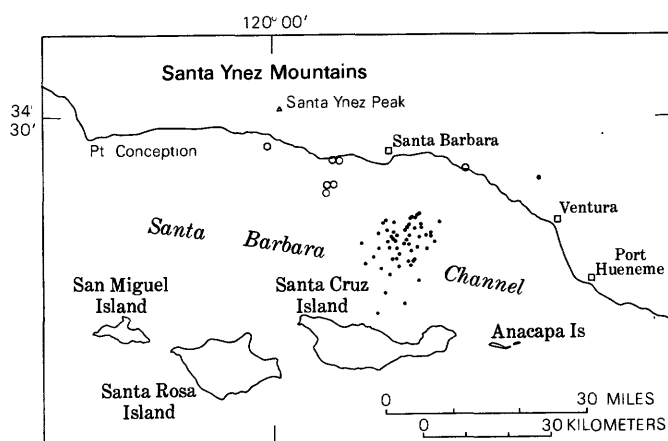 120° 00'
Santa Ynez Mountains
Santa Ynez Peak
34
30'
Pt Conception
Santa Barbara
Ventura
Santa Barbara Channel
Port
Hueneme
San Miguel
Island
Santa Cruz
Island
Anacapa Is
Santa Rosa
Island
0 30 MILES
0 30 KILOMETERS